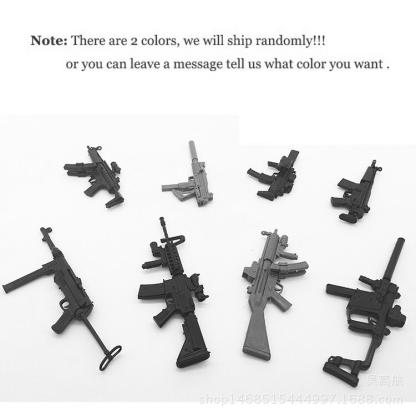 Note: There are 2 colors, we will ship randomly!!!
or you can leave a message tell us what color you want .
shop1468515444997.1688.com